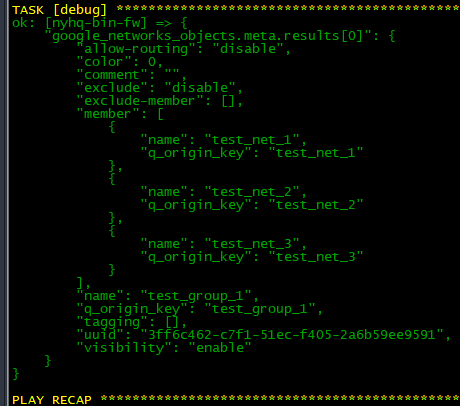 TASK [debug] ********************************************
ok: [nyhq-bin-fw] => {
    "google_networks_objects.meta.results[0]": {
        "allow-routing": "disable",
        "color": 0,
        "comment": "",
        "exclude": "disable",
        "exclude-member": [],
        "member": [
            {
                "name": "test_net_1",
                "q_origin_key": "test_net_1"
            },
            {
                "name": "test_net_2",
                "q_origin_key": "test_net_2"
            },
            {
                "name": "test_net_3",
                "q_origin_key": "test_net_3"
            }
        ],
        "name": "test_group_1",
        "q_origin_key": "test_group_1",
        "tagging": [],
        "uuid": "3ff6c462-c7f1-51ec-f405-2a6b59ee9591",
        "visibility": "enable"
    }
}
PLAY RECAP **********************************************